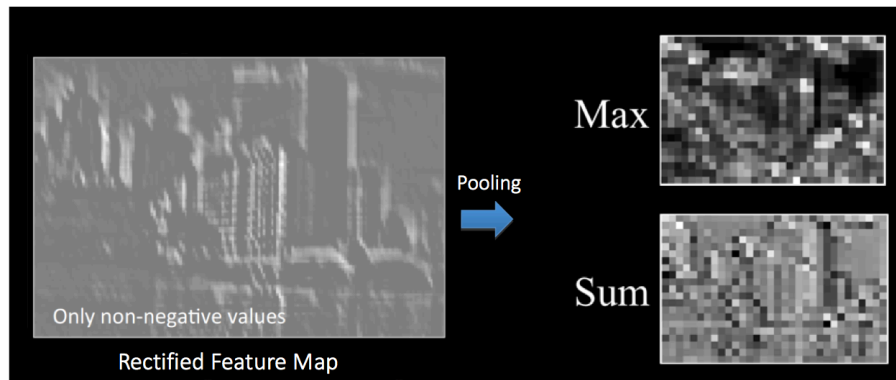 Only non-negative values
Rectified Feature Map
Pooling
Max
Sum